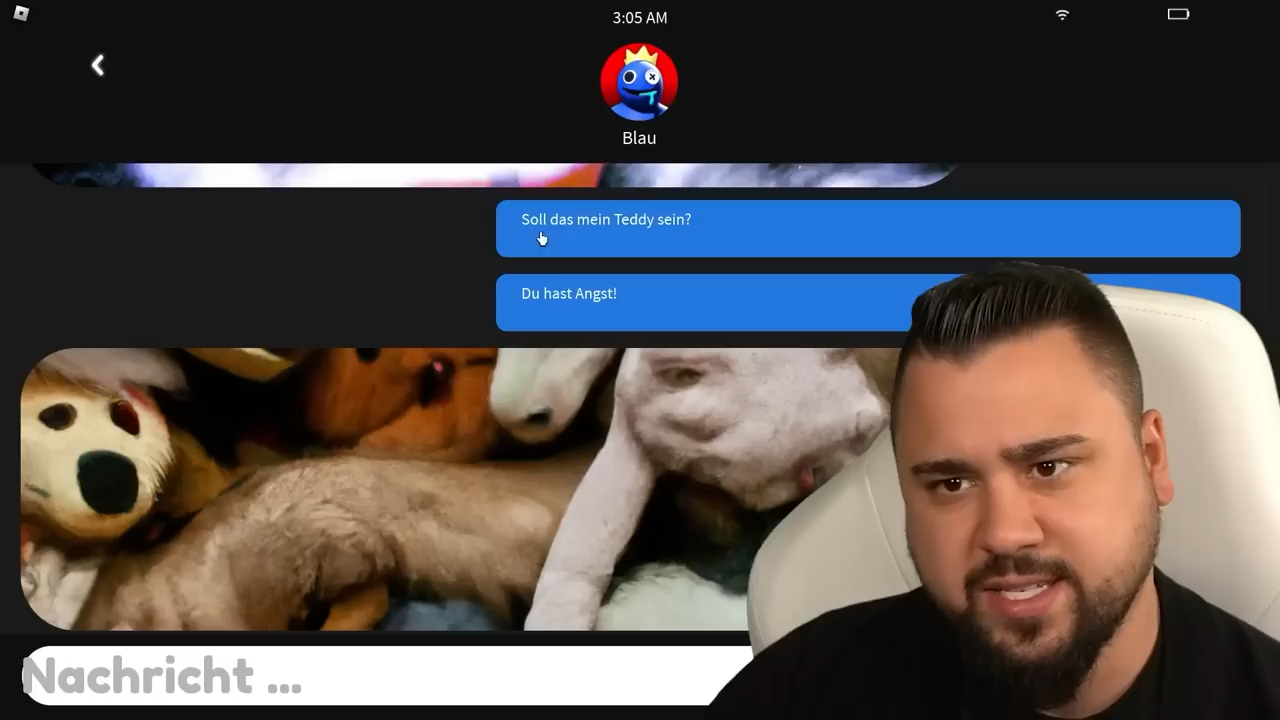 3:05 AM
Blau
Soll das mein Teddy sein?
Du hast Angst!
Nachricht ...